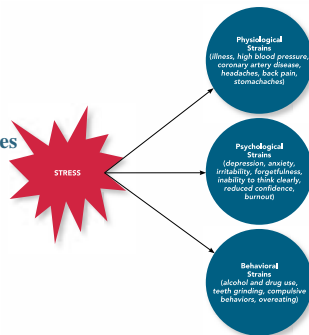 es
STRESS
Physiological
Strains
(illness, high blood pressure,
coronary artery disease,
headaches, back pain,
stomachaches)
Psychological
Strains
(depression, anxiety,
irritability, forgetfulness,
inability to think clearly,
reduced confidence,
burnout)
Behavioral
Strains
(alcohol and drug use,
teeth grinding, compulsive
behaviors, overeating)